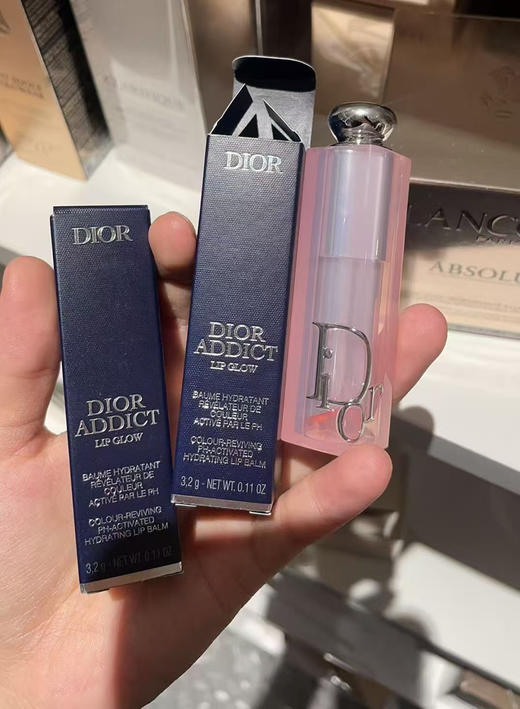 DIOR
DIOR
ADDICT
LIP GLOW
BAUME HYDRATANT
RÉVÉLATEUR DE
COULEUR
ACTIVÉ PAR LE PH
COLOUR-REVIVING
PH-ACTIVATED
HYDRATING LIP BALM
3,2 g - NET WT. 0.11 OZ
DIOR
DIOR
ADDICT
LIP GLOW
BAUME HYDRATANT
RÉVÉLATEUR DE
COULEUR
ACTIVÉ PAR LE PH
COLOUR-REVIVING
PH-ACTIVATED
HYDRATING LIP BALM
3,2 g - NET WT. 0.11 OZ
Dior
LANC
ABSOLU